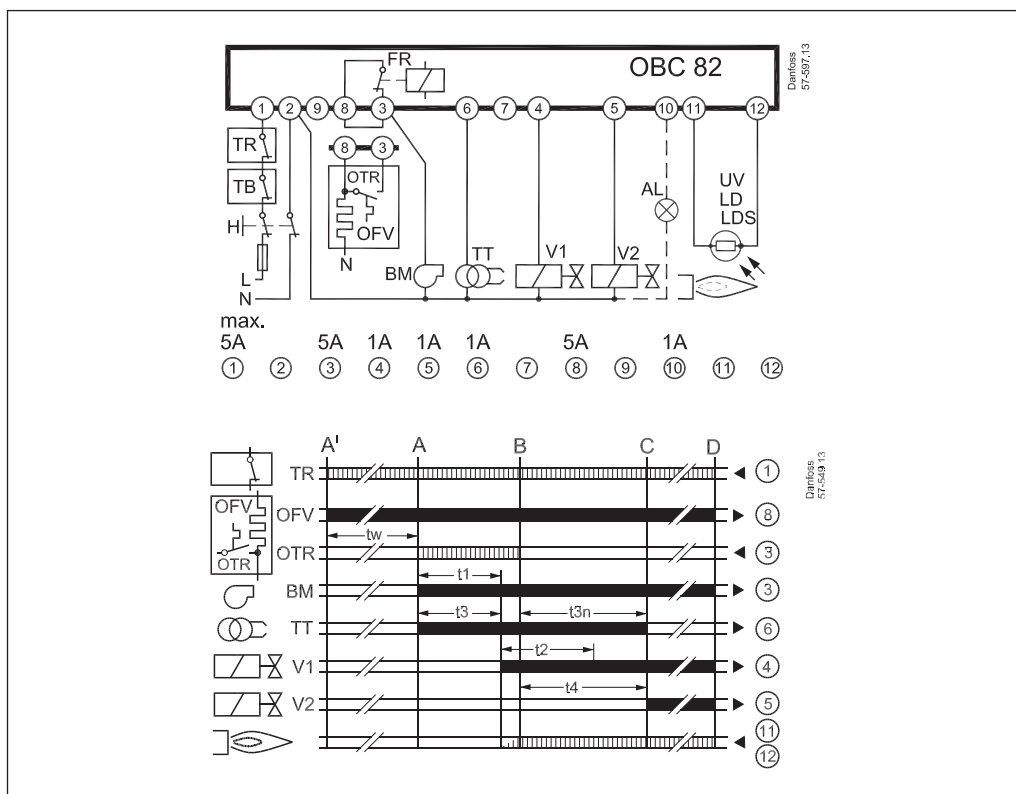 FR
OBC 82
Danfoss
57-597.13
1 2 9 8 3 6 7 4 5 10 11 12
TR
8 3
OTR
TB
OFV
H
AL
UV
LD
LDS
N
BM
TT
V1
V2
L
N
max.
5A 5A 1A 1A 1A 5A 1A
1 2 3 4 5 6 7 8 9 10 11 12
A' A B C D
TR 1
Danfoss
57-549.13
OFV
OFV 8
tw
OTR
OTR 3
t1
BM 3
t3 t3n
TT 6
t2
V1 4
t4
V2 5
11
12